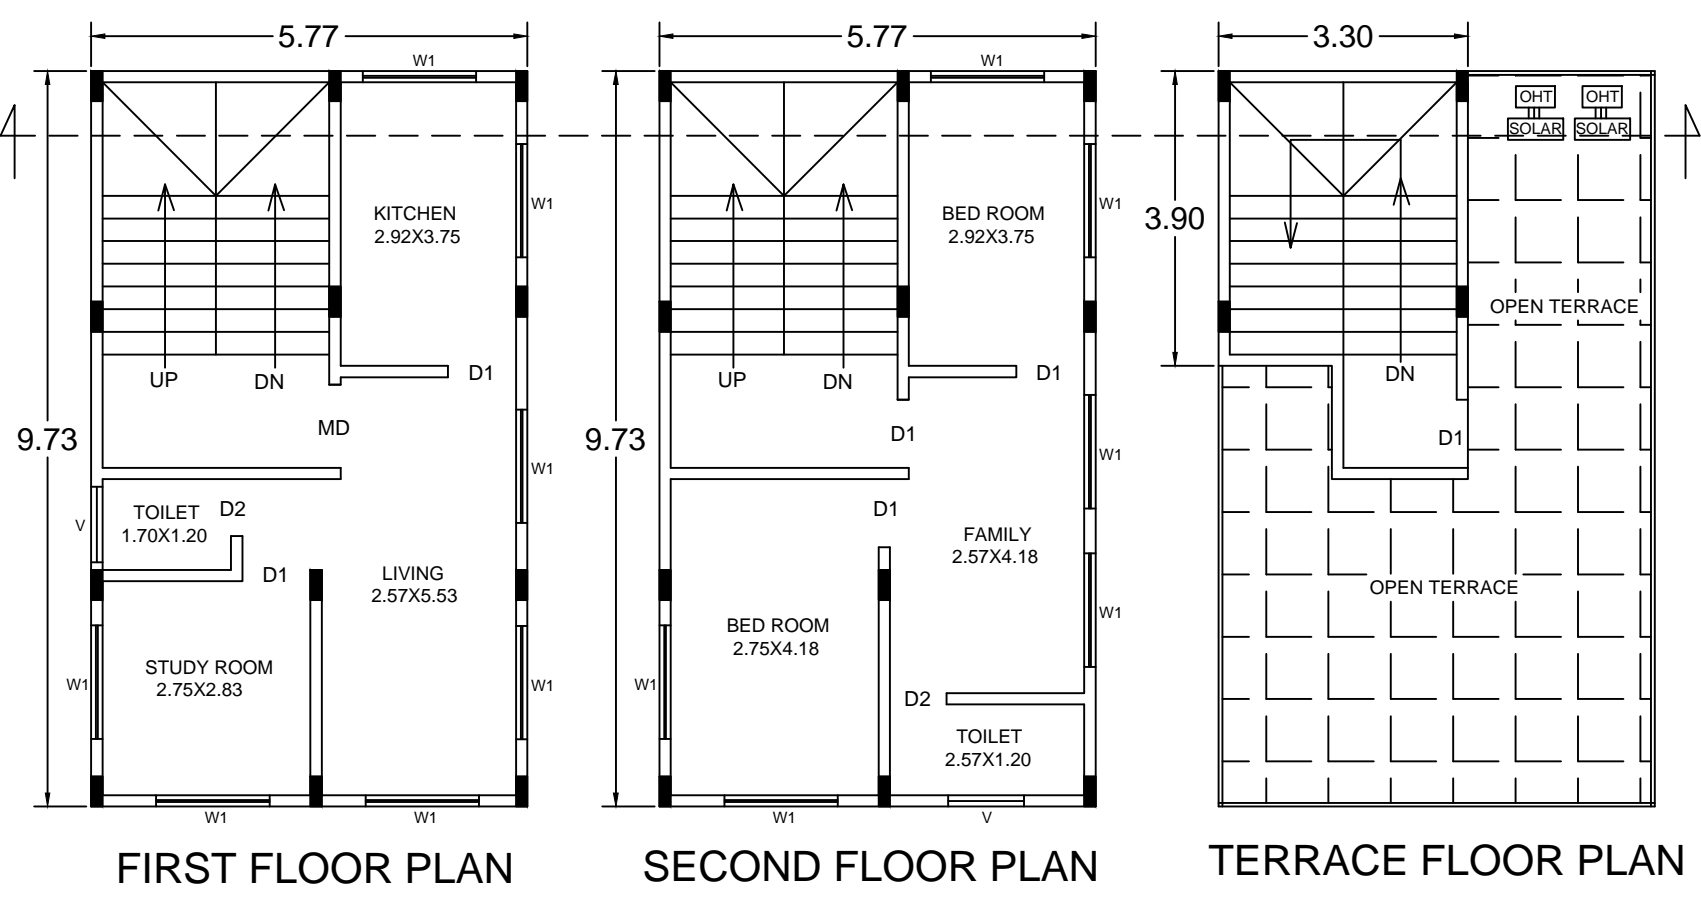 5.77
W1
9.73
KITCHEN
2.92X3.75
W1
UP
DN
D1
MD
W1
TOILET
1.70X1.20
D2
V
D1
LIVING
2.57X5.53
STUDY ROOM
2.75X2.83
W1
W1
W1
W1
FIRST FLOOR PLAN
5.77
W1
9.73
BED ROOM
2.92X3.75
W1
UP
DN
D1
D1
W1
D1
FAMILY
2.57X4.18
W1
BED ROOM
2.75X4.18
W1
D2
TOILET
2.57X1.20
W1
V
SECOND FLOOR PLAN
3.30
3.90
OHT
OHT
SOLAR
SOLAR
OPEN TERRACE
DN
D1
OPEN TERRACE
TERRACE FLOOR PLAN